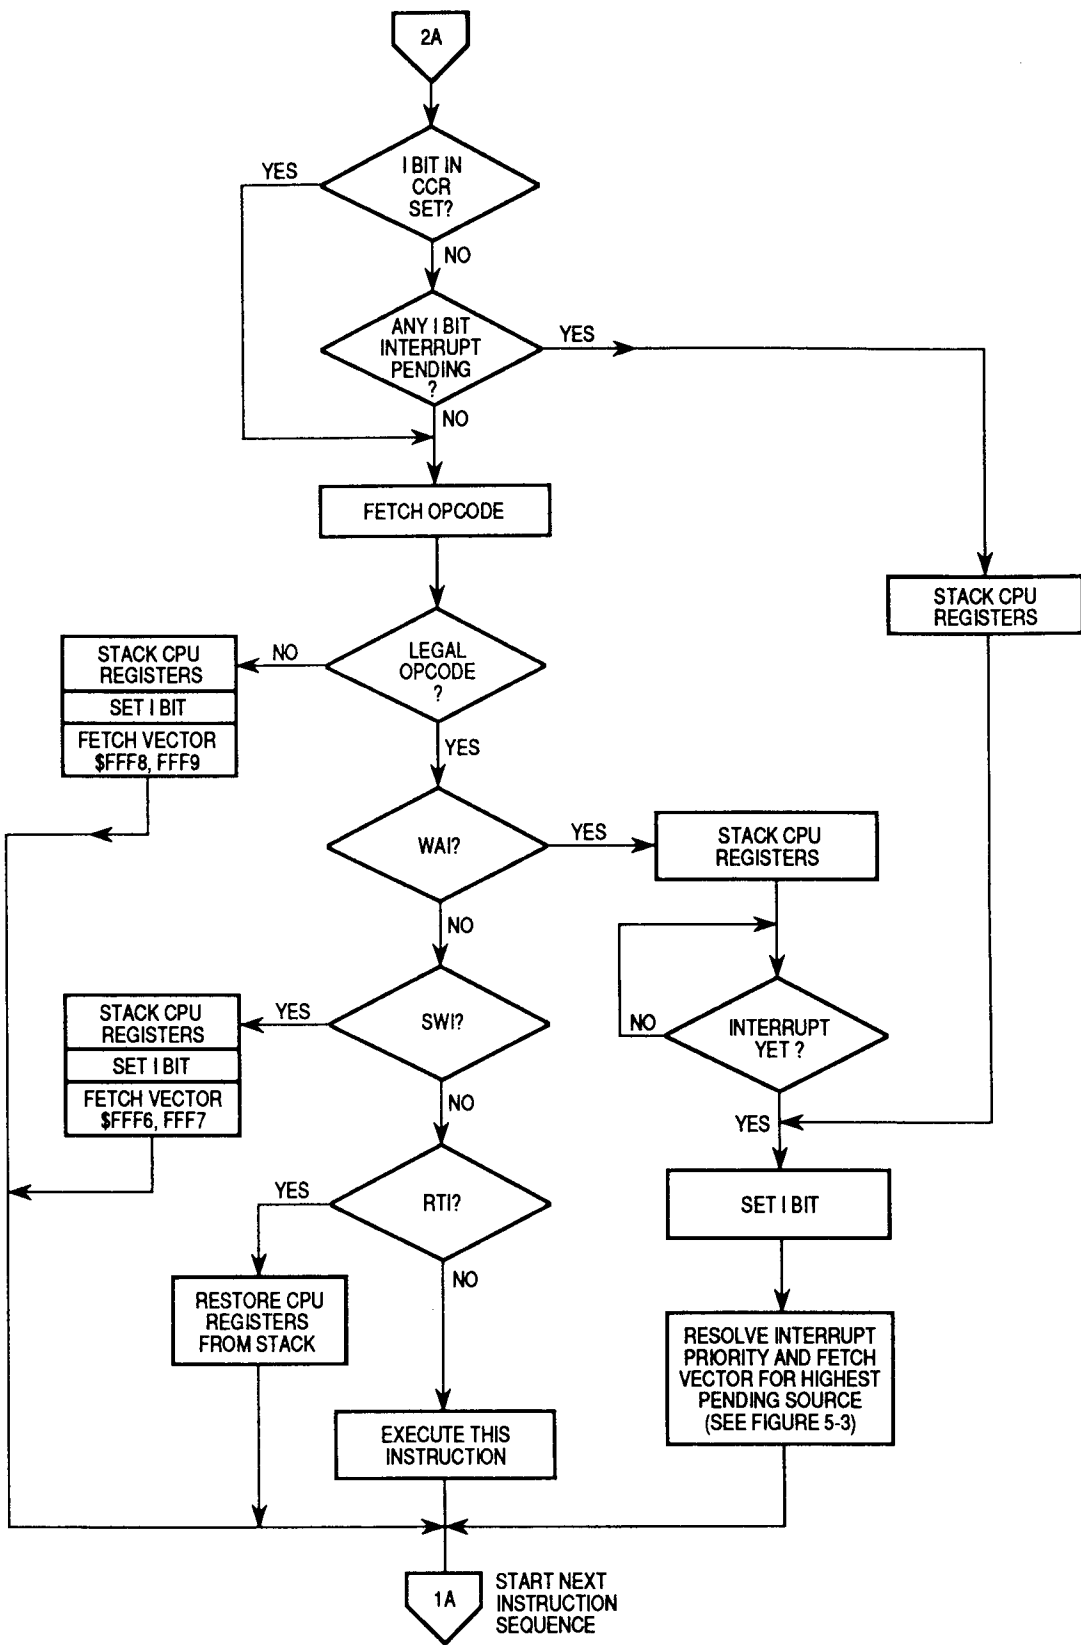 2A
I BIT IN
CCR
SET?
YES
NO
ANY I BIT
INTERRUPT
PENDING
?
YES
NO
FETCH OPCODE
STACK CPU
REGISTERS
LEGAL
OPCODE
?
NO
STACK CPU
REGISTERS
SET I BIT
FETCH VECTOR
$FFF8, FFF9
YES
WAI?
YES
STACK CPU
REGISTERS
NO
INTERRUPT
YET ?
NO
YES
SWI?
YES
STACK CPU
REGISTERS
SET I BIT
FETCH VECTOR
$FFF6, FFF7
NO
RTI?
YES
SET I BIT
NO
RESTORE CPU
REGISTERS
FROM STACK
RESOLVE INTERRUPT
PRIORITY AND FETCH
VECTOR FOR HIGHEST
PENDING SOURCE
(SEE FIGURE 5-3)
EXECUTE THIS
INSTRUCTION
1A
START NEXT
INSTRUCTION
SEQUENCE